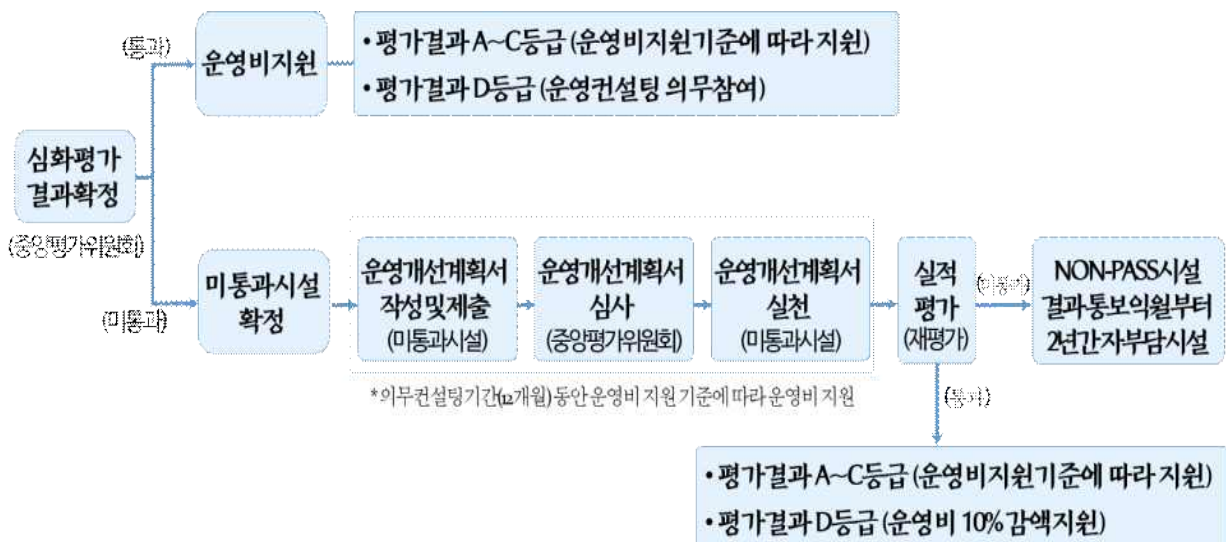 (통과)
운영비지원
• 평가결과 A~C등급 (운영비지원기준에 따라 지원)
• 평가결과 D등급 (운영컨설팅 의무참여)
심화평가
결과확정
(중앙평가위원회)
(미통과)
미통과시설
확정
운영개선계획서
작성및제출
(미통과시설)
운영개선계획서
심사
(중앙평가위원회)
운영개선계획서
실천
(미통과시설)
실적
평가
(재평가)
(미통과)
NON-PASS시설
결과통보익월부터
2년간자부담시설
*의무컨설팅기간(12개월) 동안 운영비 지원 기준에 따라 운영비 지원
(통과)
• 평가결과 A~C등급 (운영비지원기준에 따라 지원)
• 평가결과 D등급 (운영비 10% 감액지원)